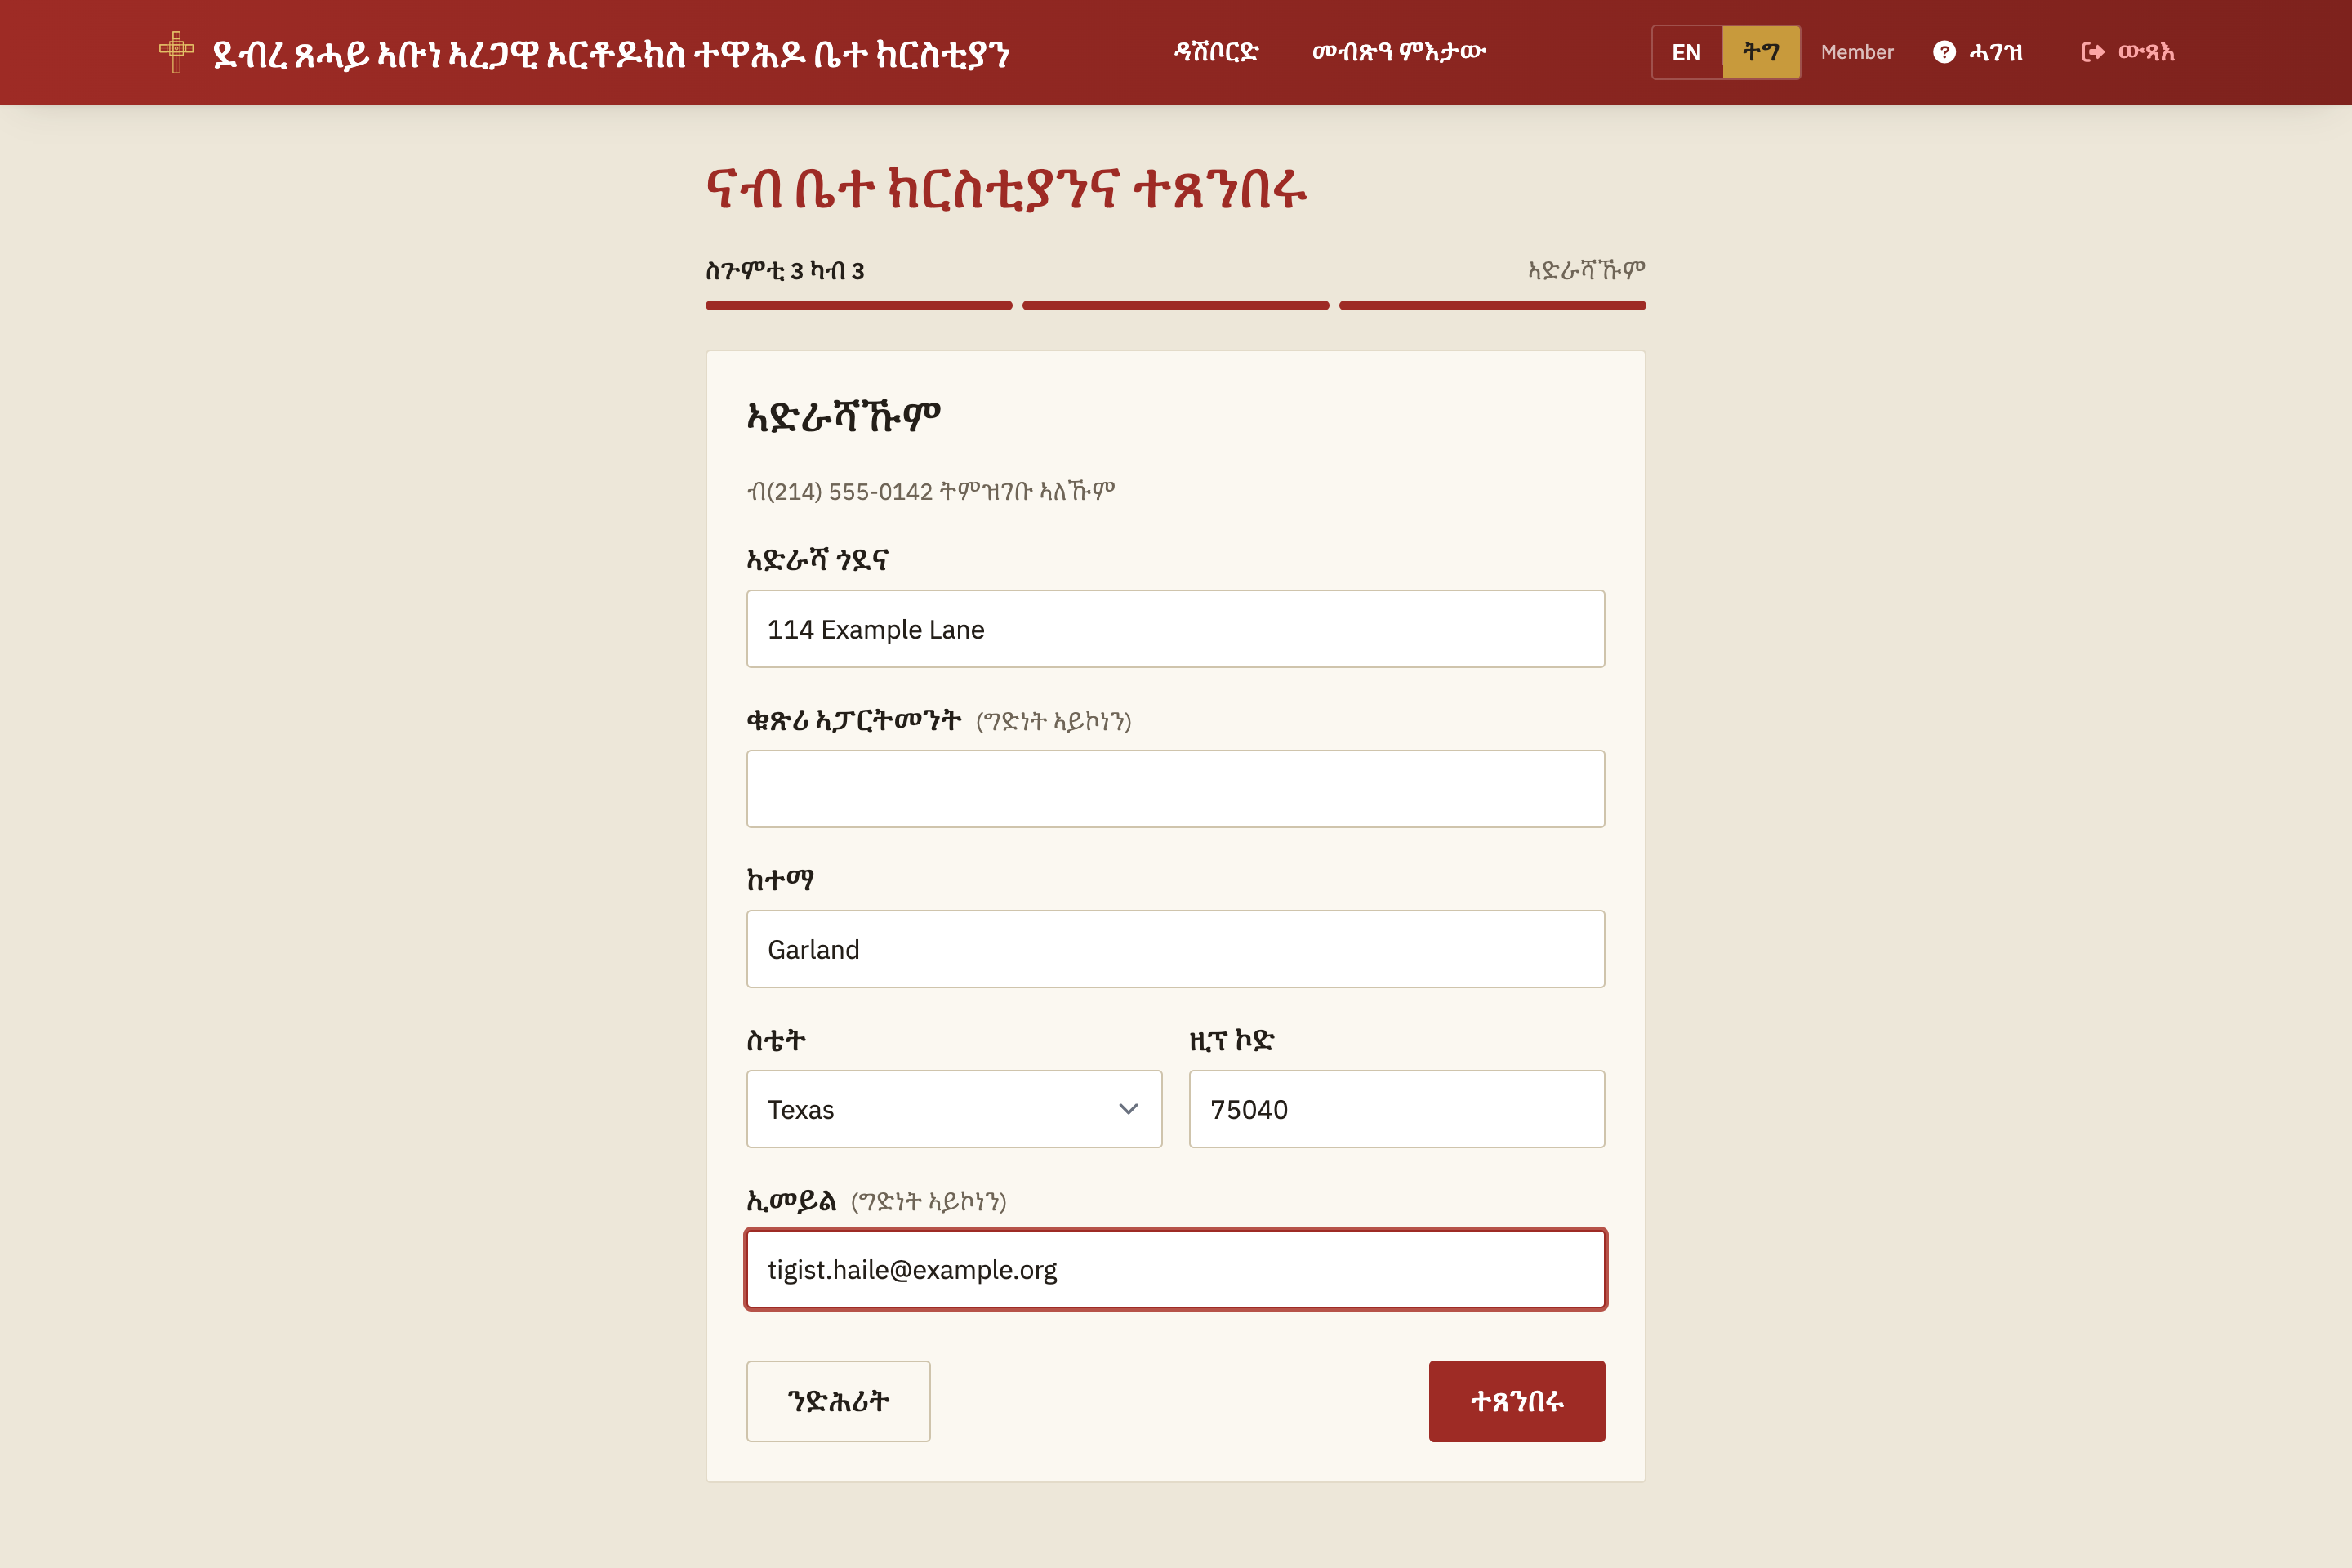 ደብረ ጸሓይ ኣቡነ ኣረጋዊ ኦርቶዶክስ ተዋሕዶ ቤተ ክርስቲያን
ዳሽቦርድ
መብጽዓ ምእታው
EN
ትግ
Member
ሓገዝ
ውጻእ
ናብ ቤተ ክርስቲያንና ተጸንበሩ
ስጉምቲ 3 ካብ 3
ኣድራሻኹም
ኣድራሻኹም
ብ(214) 555-0142 ትምዝገቡ ኣለኹም
ኣድራሻ ጎደና
114 Example Lane
ቁጽሪ ኣፓርትመንት (ግድነት ኣይኮነን)
ከተማ
Garland
ስቴት
ዚፕ ኮድ
Texas
75040
ኢመይል (ግድነት ኣይኮነን)
tigist.haile@example.org
ንድሕሪት
ተጸንበሩ